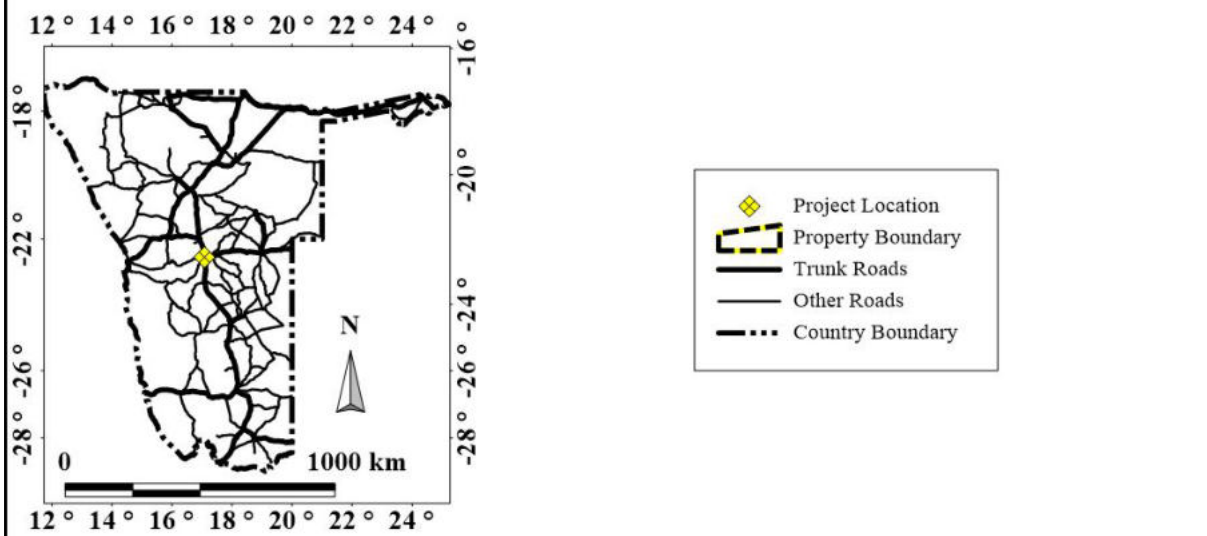 12 ° 14 ° 16 ° 18 ° 20 ° 22 ° 24 °
-16 °
-18 °
-20 °
-22 °
-24 °
-26 °
-28 °
-18 °
-20 °
-22 °
-24 °
-26 °
-28 °
N
0 1000 km
12 ° 14 ° 16 ° 18 ° 20 ° 22 ° 24 °
Project Location
Property Boundary
Trunk Roads
Other Roads
Country Boundary